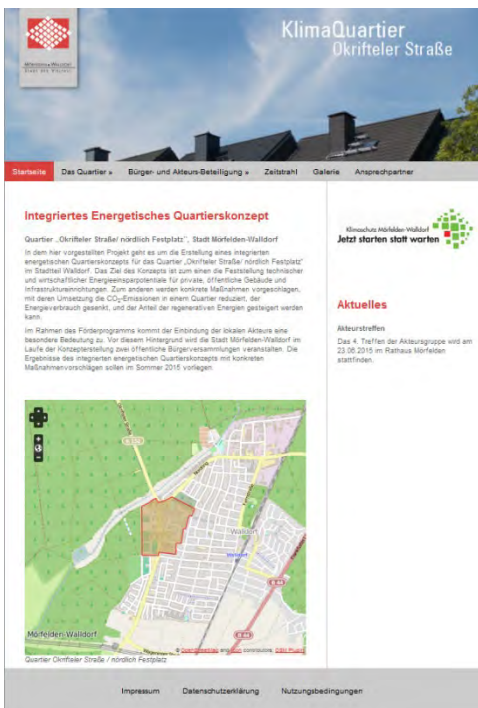 Mörfelden-Walldorf
KlimaQuartier
Okrifteler Straße
Startseite
Das Quartier »
Bürger- und Akteurs-Beteiligung »
Zeitstrahl
Galerie
Ansprechpartner
Integriertes Energetisches Quartierskonzept
Quartier „Okrifteler Straße/ nördlich Festplatz", Stadt Mörfelden-Walldorf
In dem hier vorgestellten Projekt geht es um die Erstellung eines integrierten
energetischen Quartierskonzepts für das Quartier „Okrifteler Straße/ nördlich Festplatz"
im Stadtteil Walldorf. Das Ziel des Konzepts ist zum einen die Feststellung technischer
und wirtschaftlicher Energieeinsparpotentiale für private, öffentliche Gebäude und
Infrastruktureinrichtungen. Zum anderen werden konkrete Maßnahmen vorgeschlagen,
mit deren Umsetzung die CO₂-Emissionen in einem Quartier reduziert, der
Energieverbrauch gesenkt, und der Anteil der regenerativen Energien gesteigert werden
kann.
Im Rahmen des Förderprogramms kommt der Einbindung der lokalen Akteure eine
besondere Bedeutung zu. Vor diesem Hintergrund wird die Stadt Mörfelden-Walldorf im
Laufe der Konzepterstellung zwei öffentliche Bürgerversammlungen veranstalten. Die
Ergebnisse des integrierten energetischen Quartierskonzepts mit konkreten
Maßnahmenvorschlägen sollen im Sommer 2015 vorliegen.
Klimaschutz Mörfelden-Walldorf
Jetzt starten statt warten
Aktuelles
Akteurstreffen
Das 4. Treffen der Akteursgruppe wird am
23.06.2015 im Rathaus Mörfelden
stattfinden.
Walldorf
Walldorf
B 44
B 44
Mörfelden-Walldorf
Quartier Okrifteler Straße / nördlich Festplatz
Impressum
Datenschutzerklärung
Nutzungsbedingungen